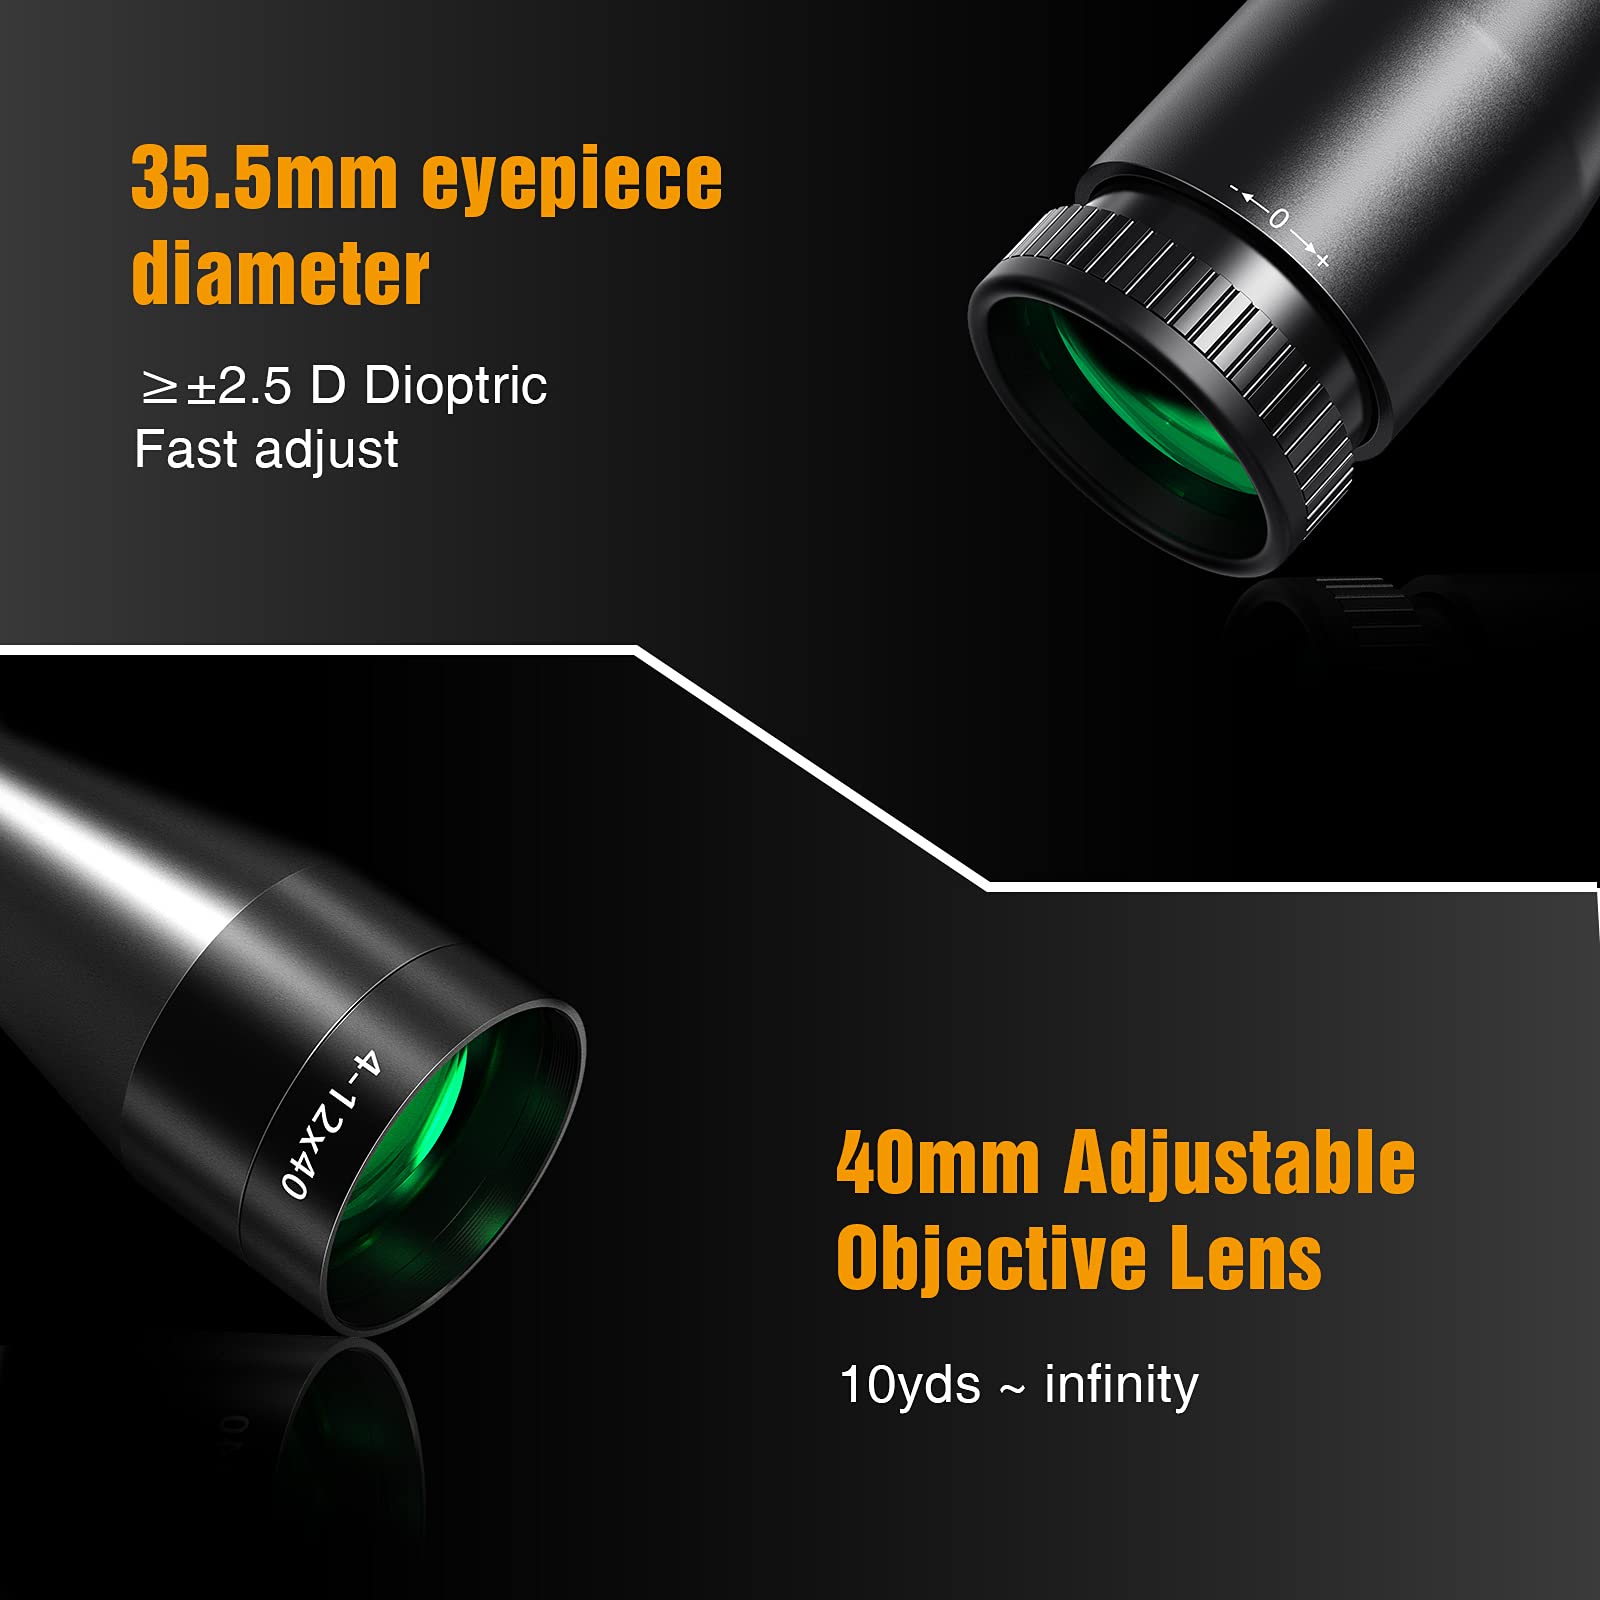 35.5mm eyepiece
diameter
≥±2.5 D Dioptric
Fast adjust
-←0→+
4-12x40
40mm Adjustable
Objective Lens
10yds ~ infinity